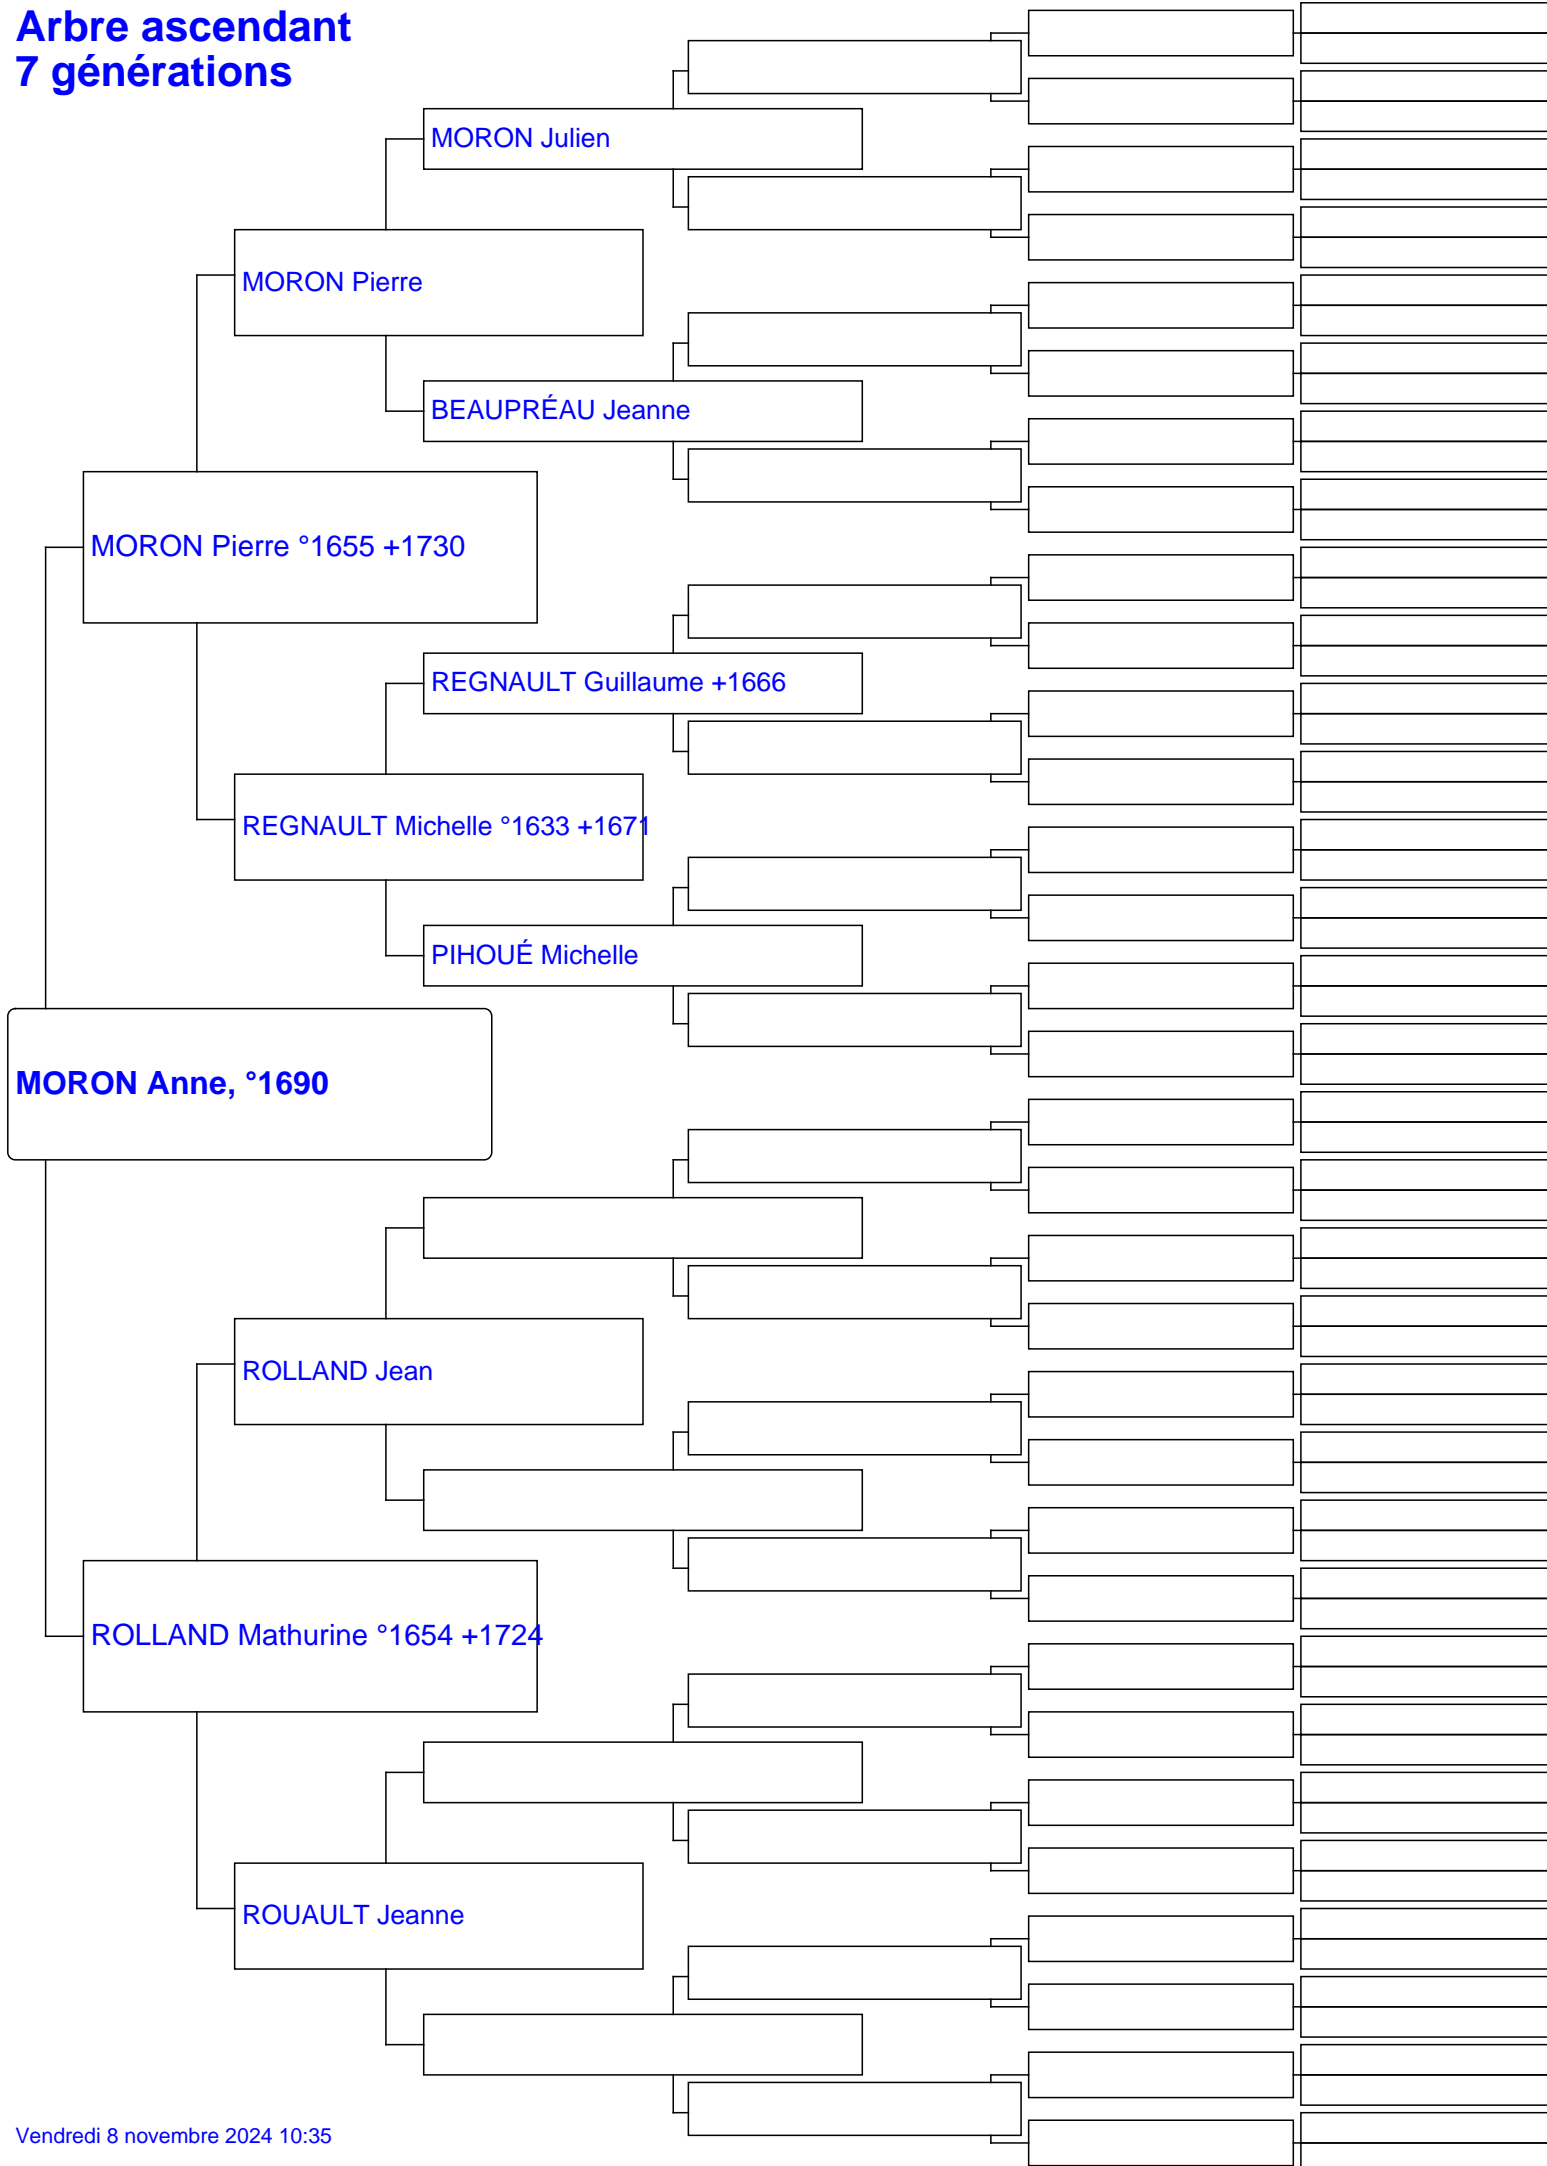 Arbre ascendant
7 générations
MORON Julien
MORON Pierre
BEAUPRÉAU Jeanne
MORON Pierre °1655 +1730
REGNAULT Guillaume +1666
REGNAULT Michelle °1633 +1671
PIHOUÉ Michelle
MORON Anne, °1690
ROLLAND Jean
ROLLAND Mathurine °1654 +1724
ROUAULT Jeanne
Vendredi 8 novembre 2024 10:35